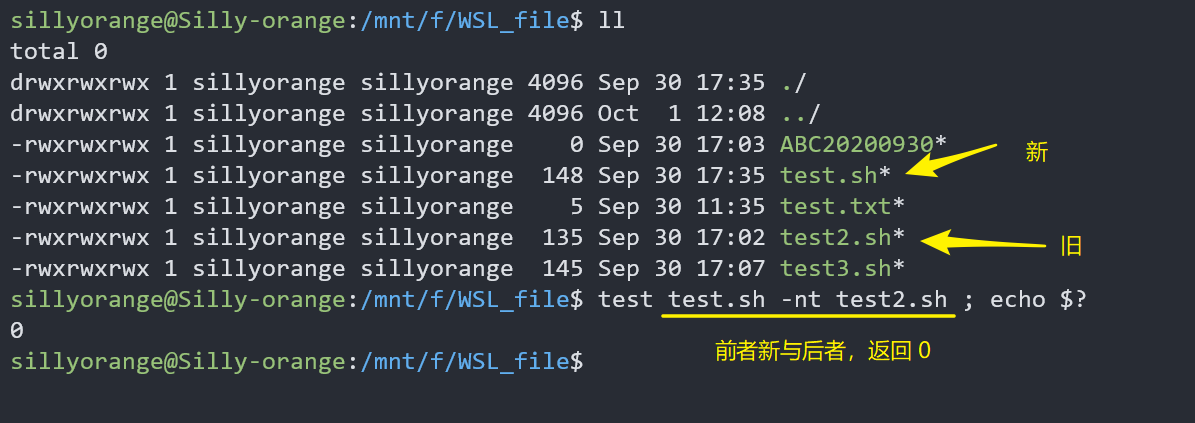 sillyorange@Silly-orange:/mnt/f/WSL_file$ ll
total 0
drwxrwxrwx 1 sillyorange sillyorange 4096 Sep 30 17:35 ./
drwxrwxrwx 1 sillyorange sillyorange 4096 Oct  1 12:08 ../
-rwxrwxrwx 1 sillyorange sillyorange    0 Sep 30 17:03 ABC20200930*
新
-rwxrwxrwx 1 sillyorange sillyorange  148 Sep 30 17:35 test.sh*
-rwxrwxrwx 1 sillyorange sillyorange    5 Sep 30 11:35 test.txt*
-rwxrwxrwx 1 sillyorange sillyorange  135 Sep 30 17:02 test2.sh*
旧
-rwxrwxrwx 1 sillyorange sillyorange  145 Sep 30 17:07 test3.sh*
sillyorange@Silly-orange:/mnt/f/WSL_file$ test test.sh -nt test2.sh ; echo $?
0
前者新与后者，返回 0
sillyorange@Silly-orange:/mnt/f/WSL_file$